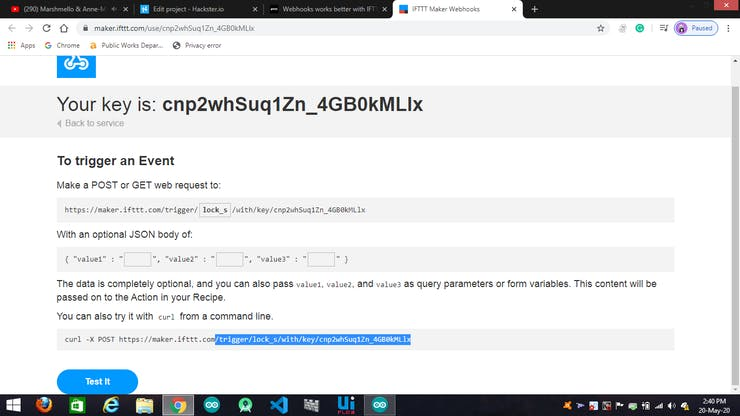 (290) Marshmello & Anne-M
Edit project - Hackster.io
Webhooks works better with IFTT
IFTTT Maker Webhooks
maker.ifttt.com/use/cnp2whSuq1Zn_4GB0kMLlx
Paused
Apps
Chrome
Access
Public Works Depar...
Privacy error
Your key is: cnp2whSuq1Zn_4GB0kMLlx
Back to service
To trigger an Event
Make a POST or GET web request to:
https://maker.ifttt.com/trigger/ lock_s /with/key/cnp2whSuq1Zn_4GB0kMLlx
With an optional JSON body of:
{ "value1" : " ", "value2" : " ", "value3" : " " }
The data is completely optional, and you can also pass value1, value2, and value3 as query parameters or form variables. This content will be
passed on to the Action in your Recipe.
You can also try it with curl from a command line.
curl -X POST https://maker.ifttt.com/trigger/lock_s/with/key/cnp2whSuq1Zn_4GB0kMLlx
Test It
Ui
FLCS
2:40 PM
20-May-20